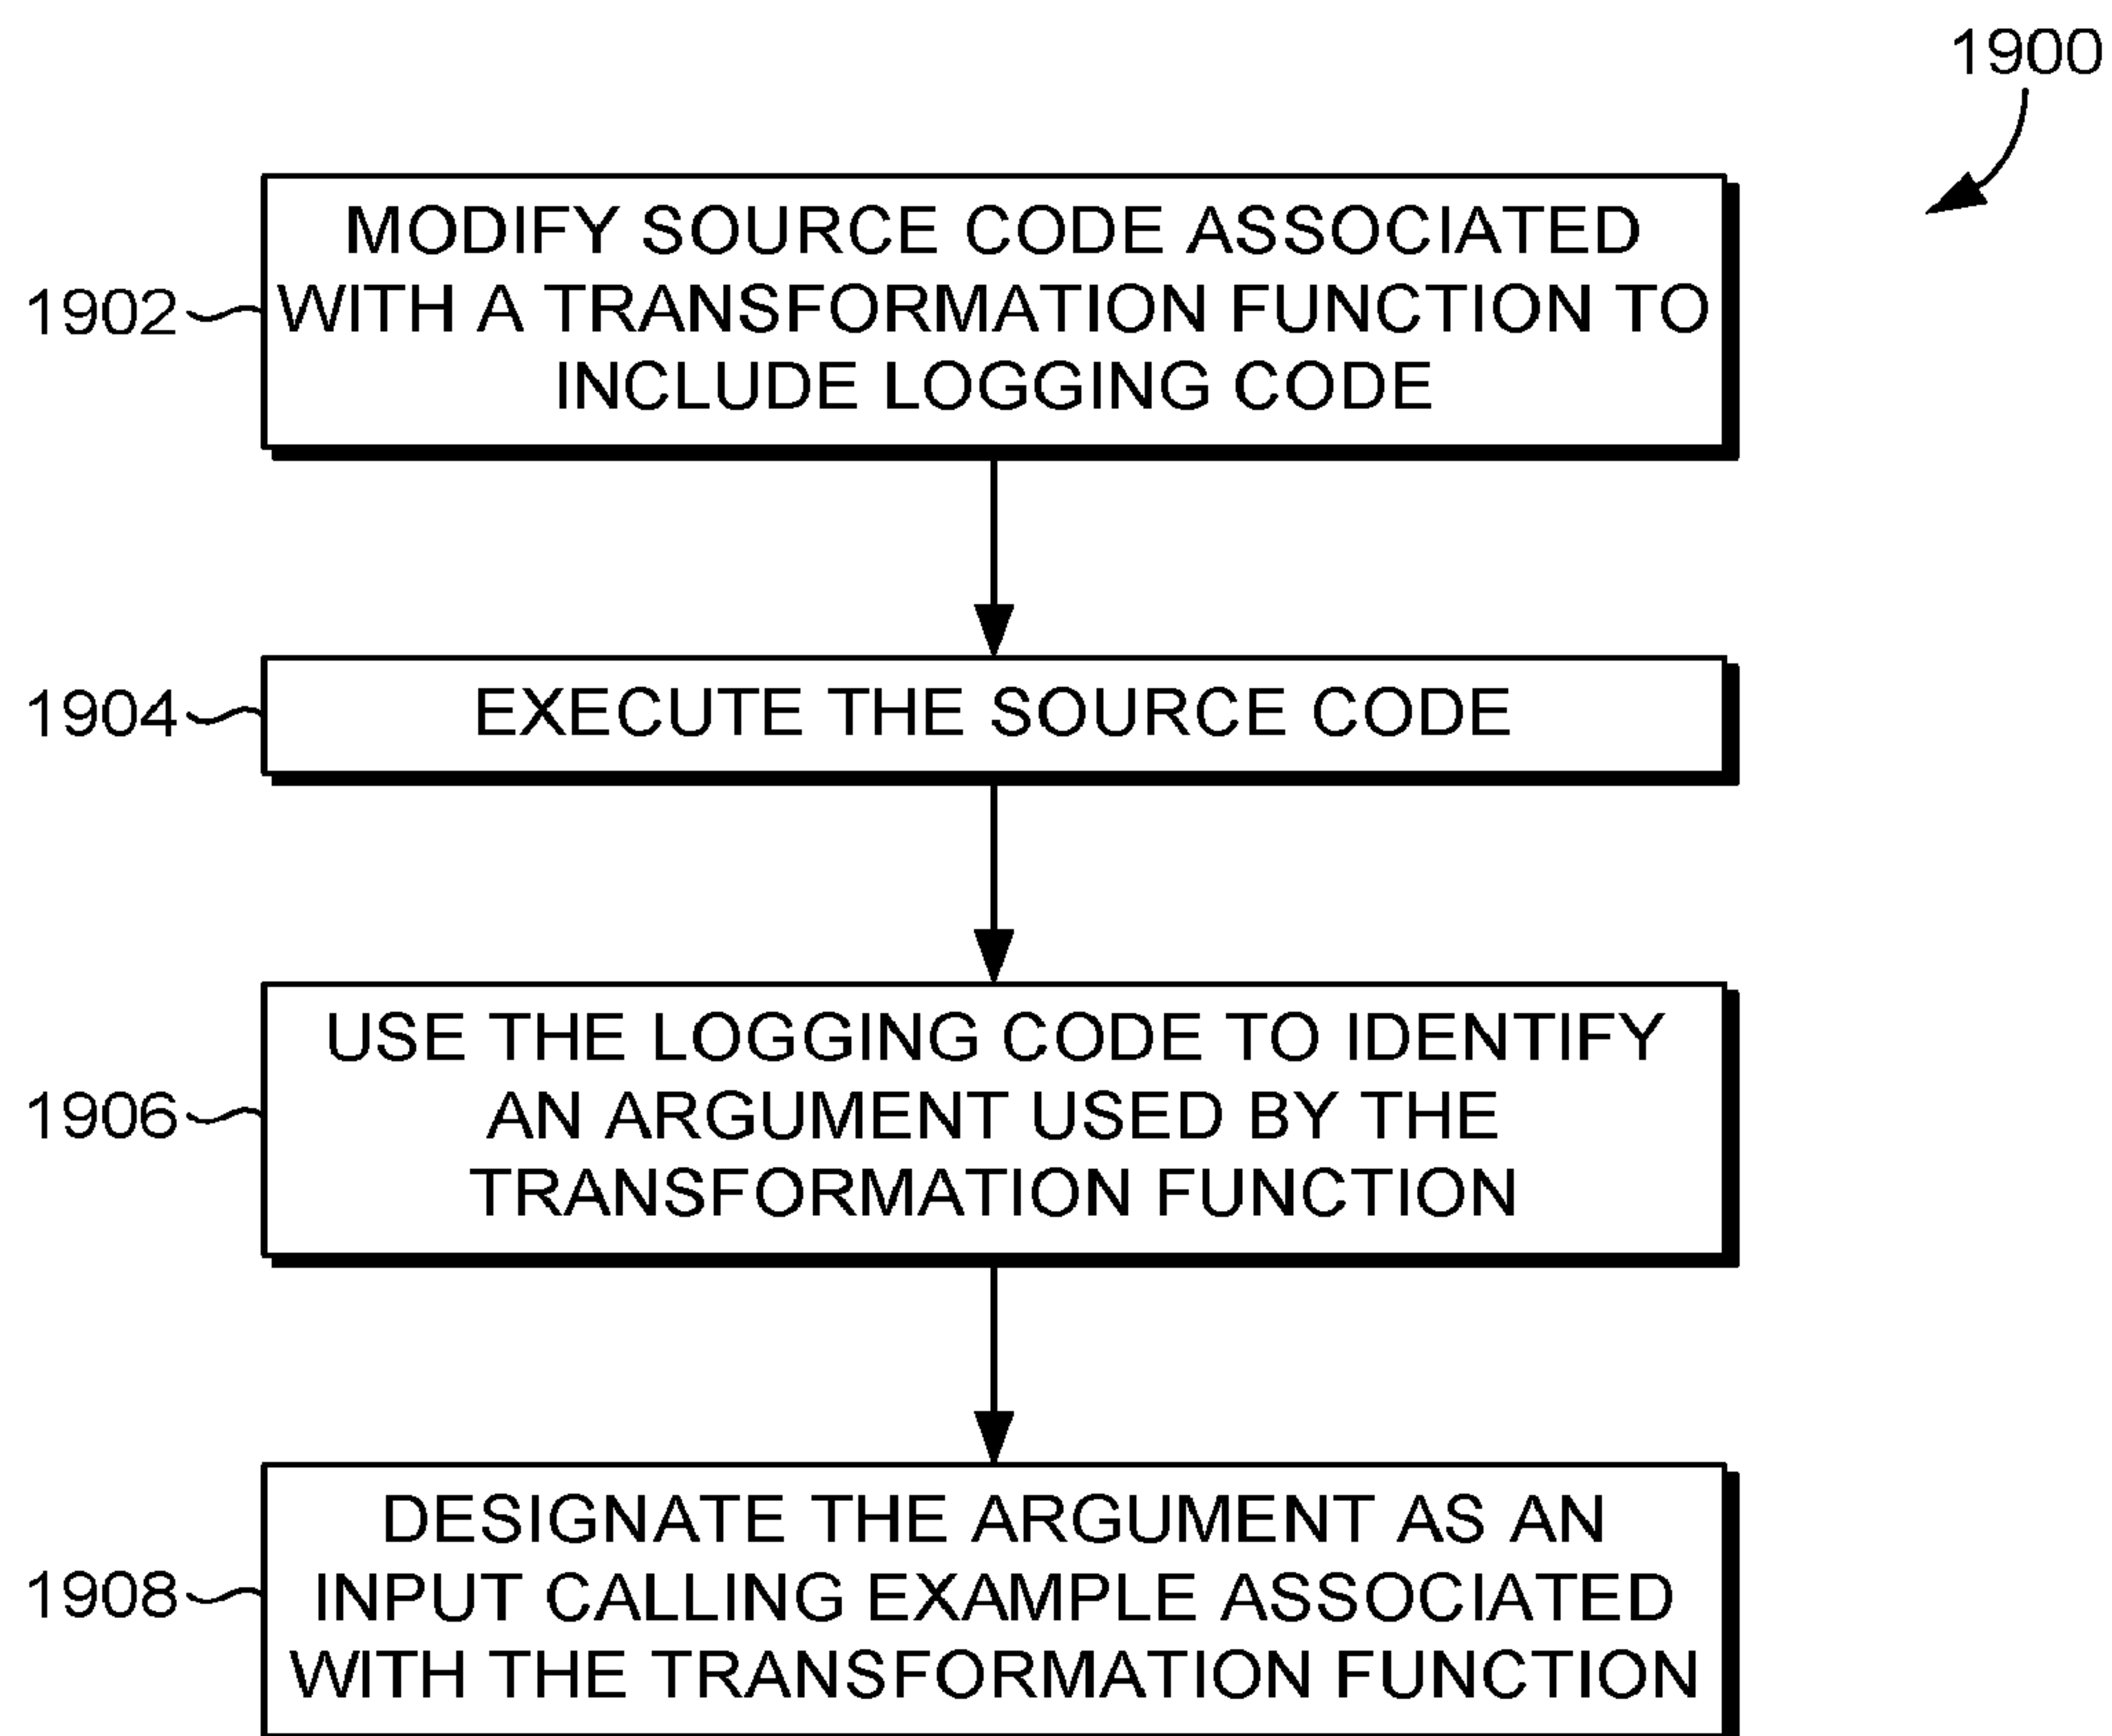 1900
MODIFY SOURCE CODE ASSOCIATED
1902 WITH A TRANSFORMATION FUNCTION TO
INCLUDE LOGGING CODE
1904 EXECUTE THE SOURCE CODE
USE THE LOGGING CODE TO IDENTIFY
1906 AN ARGUMENT USED BY THE
TRANSFORMATION FUNCTION
DESIGNATE THE ARGUMENT AS AN
1908 INPUT CALLING EXAMPLE ASSOCIATED
WITH THE TRANSFORMATION FUNCTION